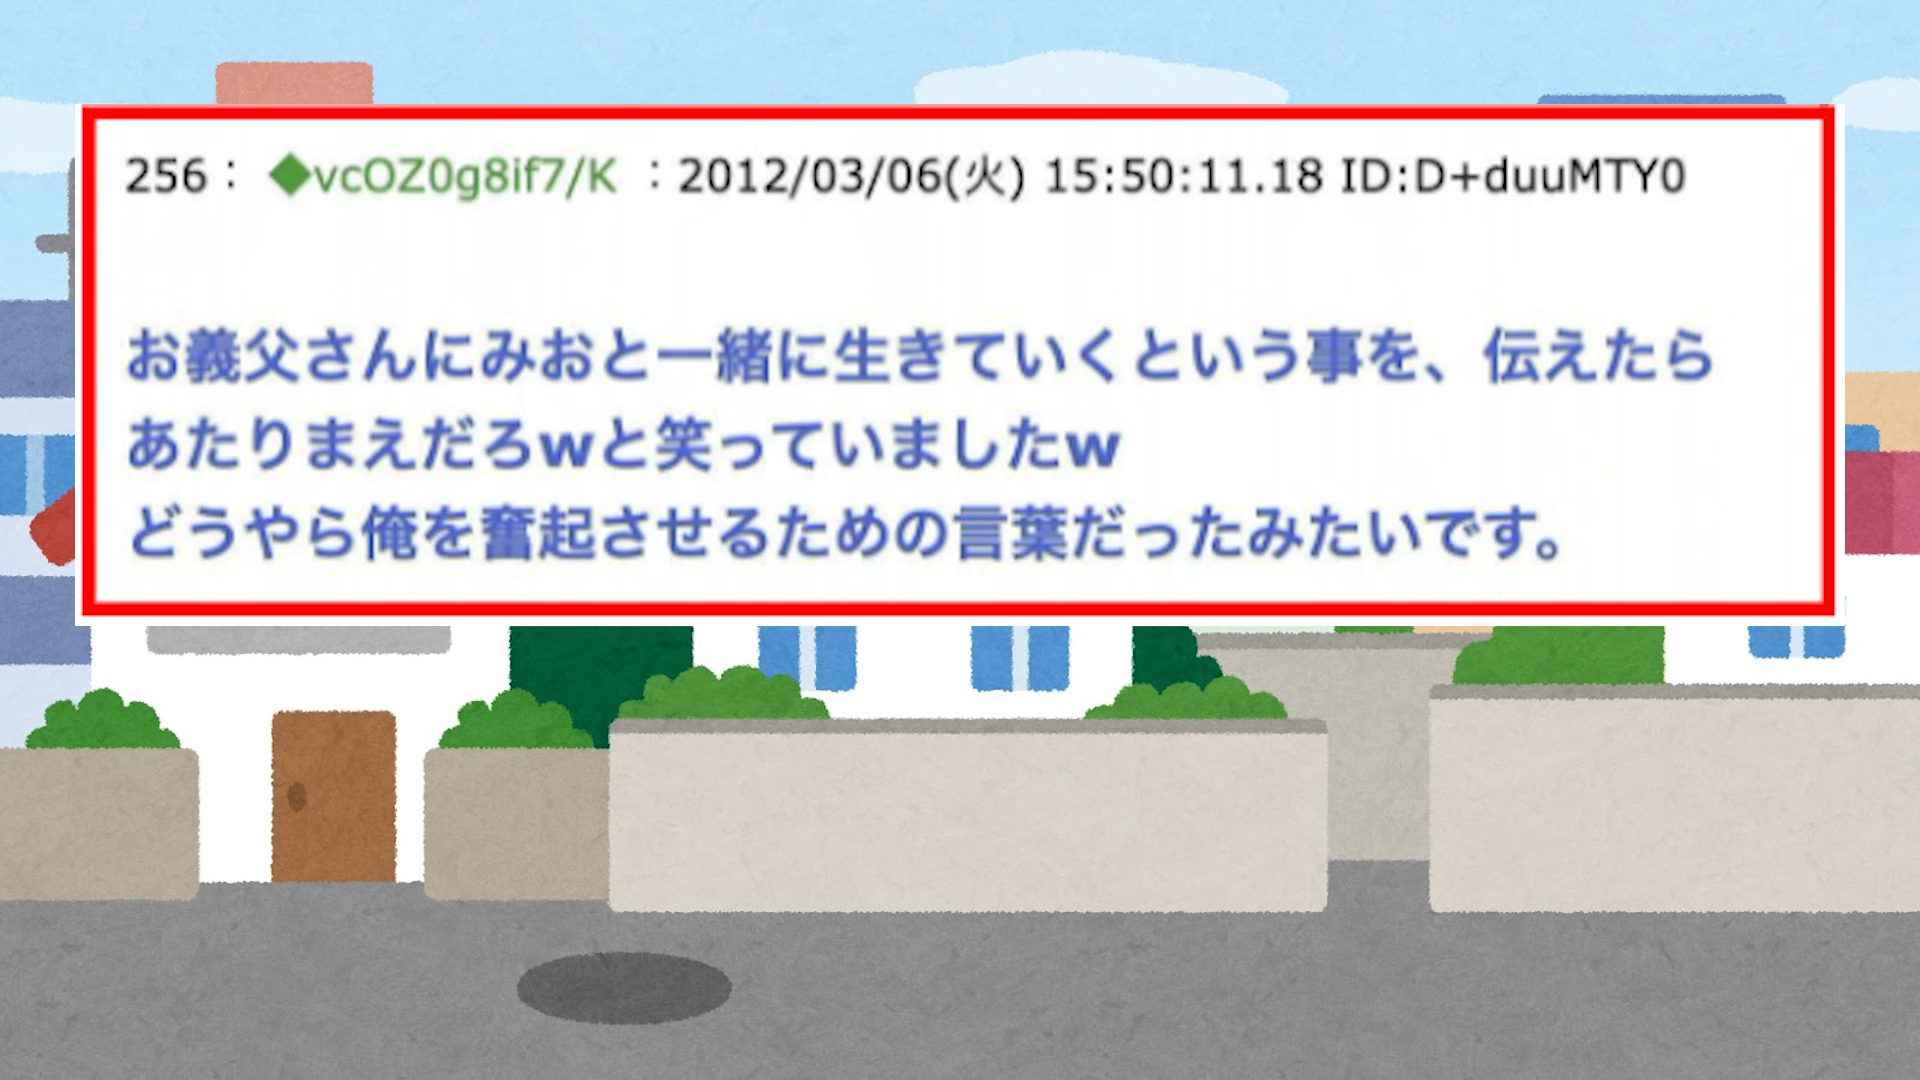 256： ◆vcOZ0g8if7/K ：2012/03/06(火) 15:50:11.18 ID:D+duuMTY0
お義父さんにみおと一緒に生きていくという事を、伝えたら
あたりまえだろwと笑っていましたw
どうやら俺を奮起させるための言葉だったみたいです。